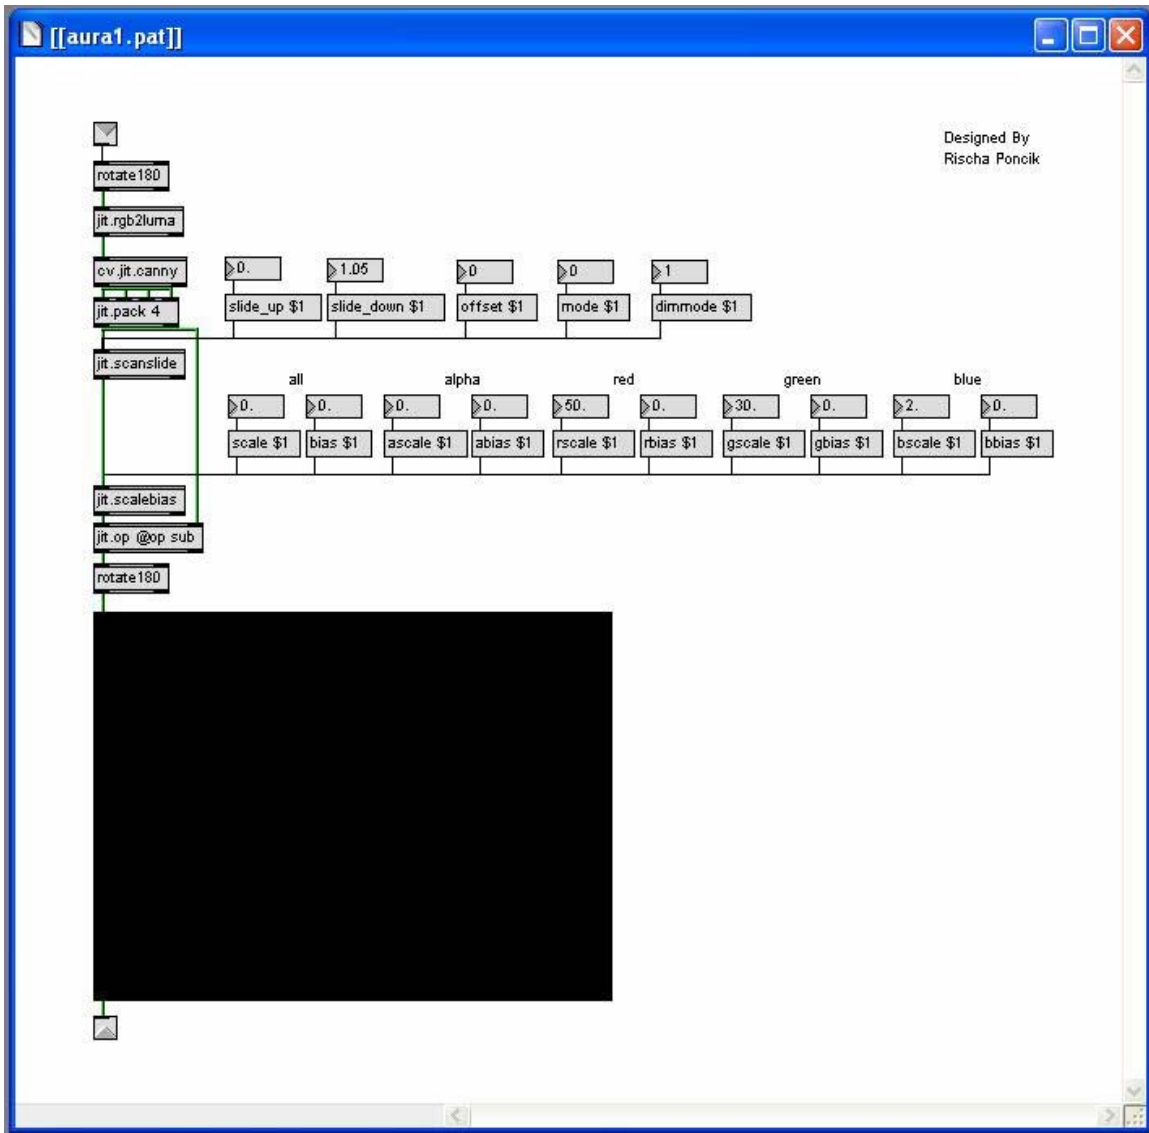 [[aura1.pat]]
Designed By
Rischa Poncik
rotate180
jit.rgb2luma
cv.jit.canny
0. 1.05 0 0 1
jit.pack 4
slide_up $1 slide_down $1 offset $1 mode $1 dimmode $1
jit.scanslide
all alpha red green blue
0. 0. 0. 0. 50. 0. 30. 0. 2. 0.
scale $1 bias $1 ascale $1 abias $1 rscale $1 rbias $1 gscale $1 gbias $1 bscale $1 bbias $1
jit.scalebias
jit.op @op sub
rotate180